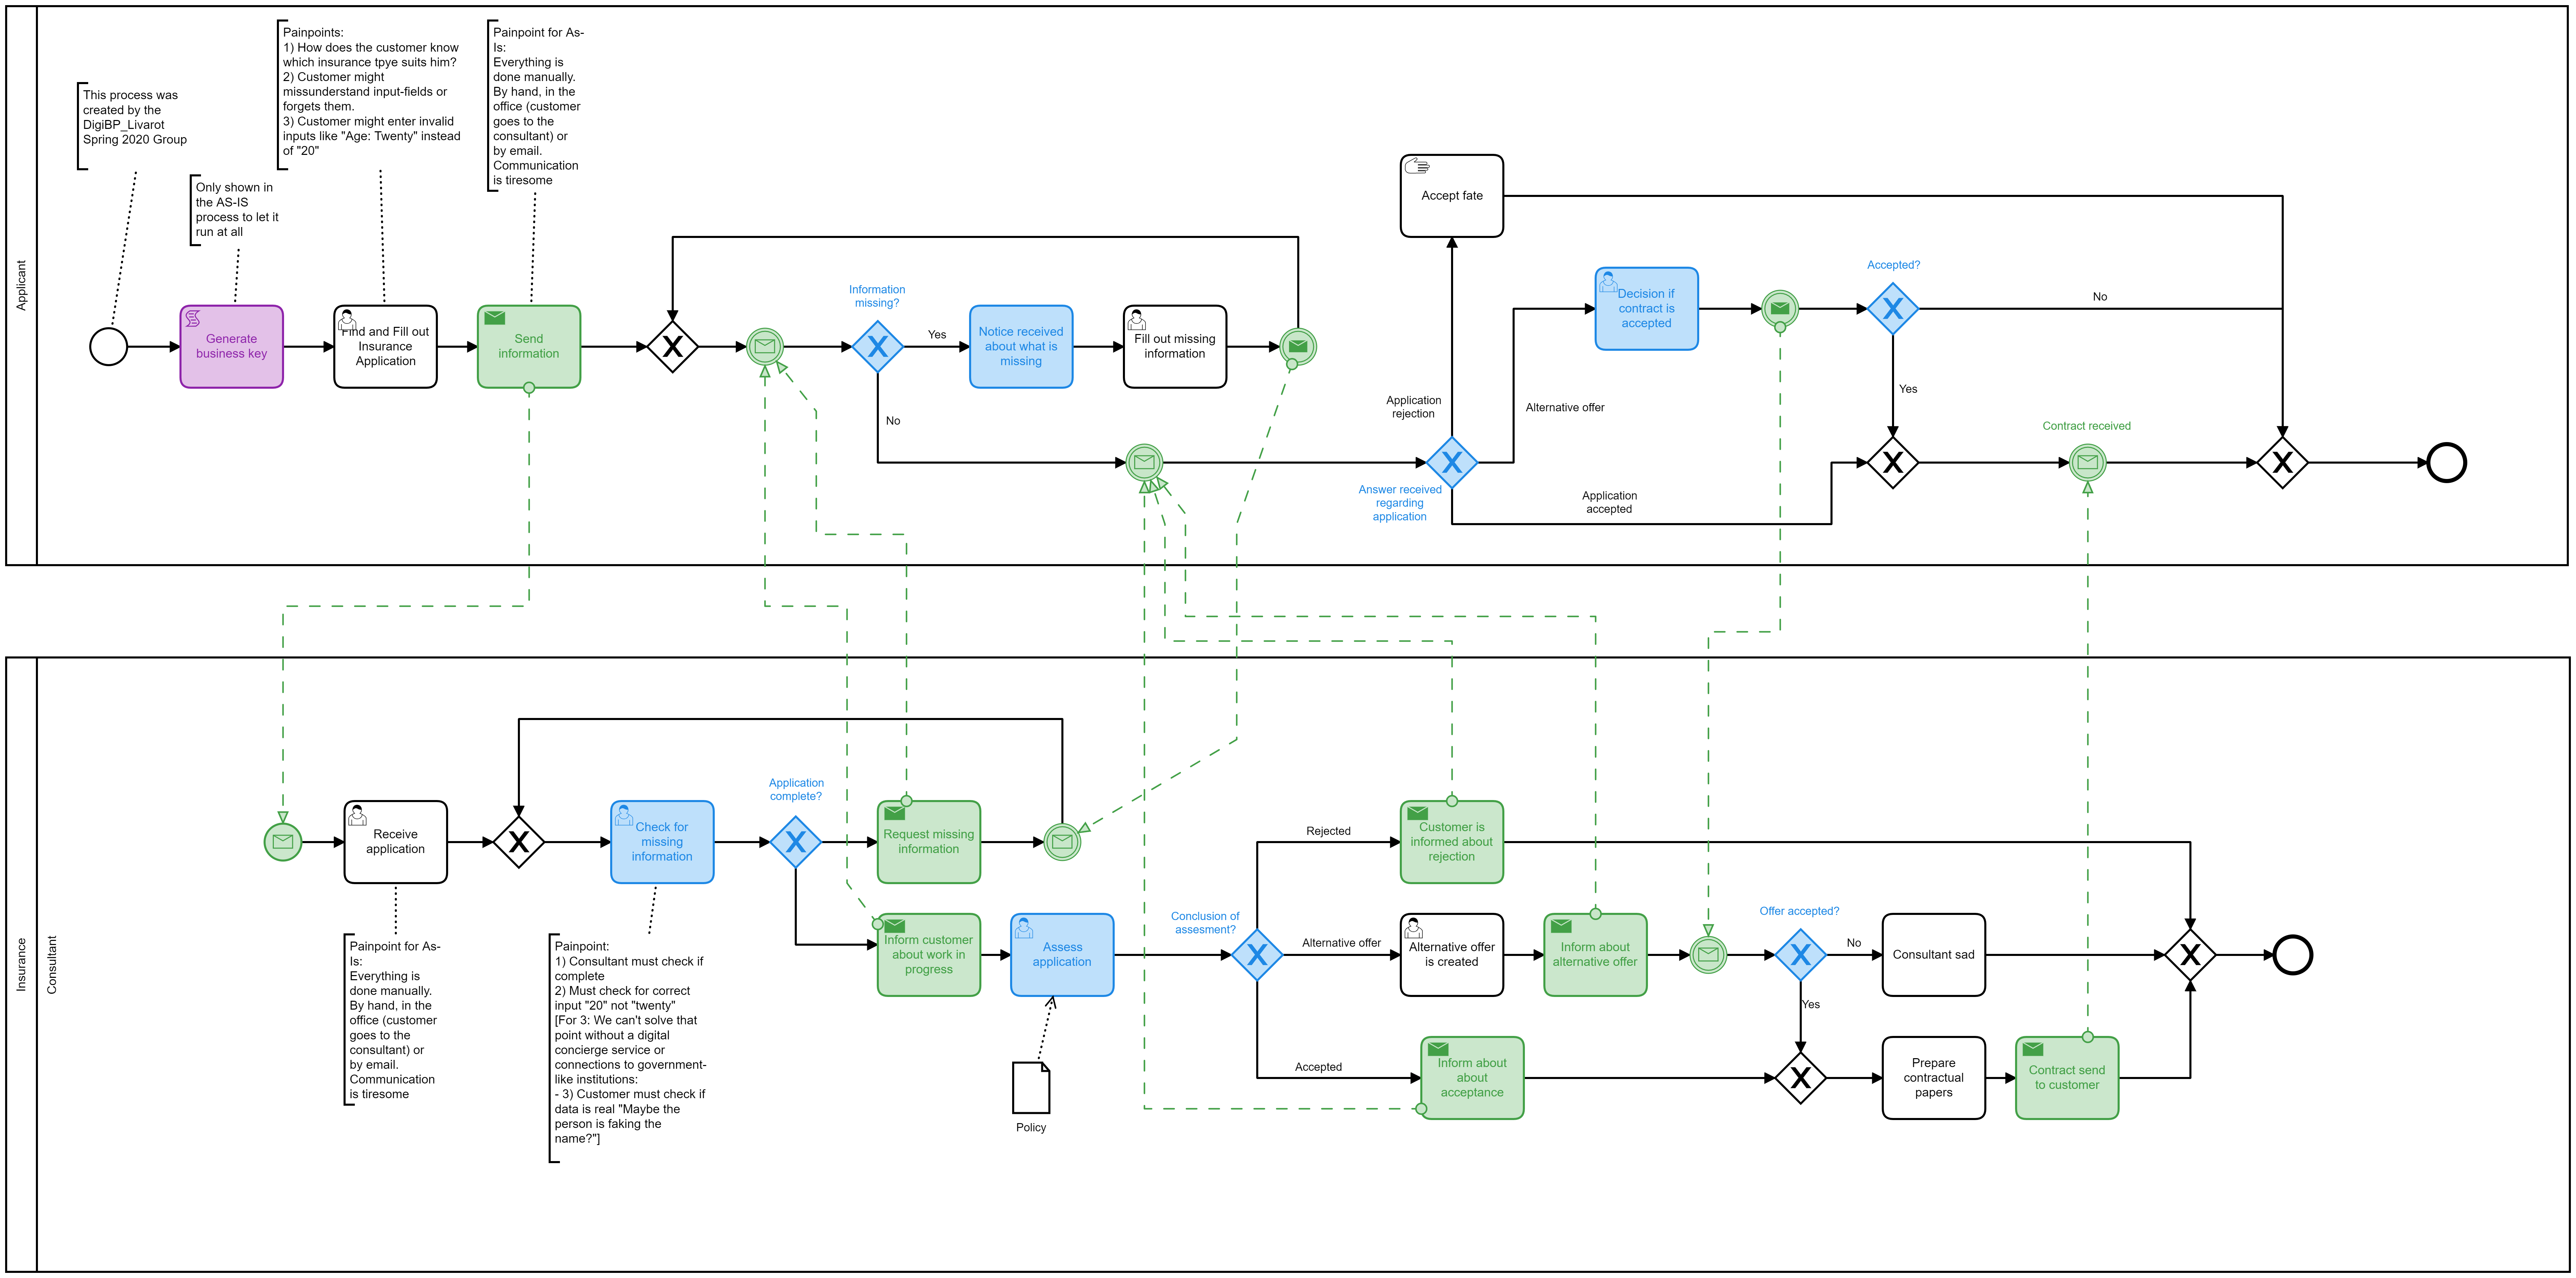 Applicant
This process was
created by the
DigiBP_Livarot
Spring 2020 Group
Only shown in
the AS-IS
process to let it
run at all
Painpoints:
1) How does the customer know
which insurance tpye suits him?
2) Customer might
missunderstand input-fields or
forgets them.
3) Customer might enter invalid
inputs like "Age: Twenty" instead
of "20"
Painpoint for As-
Is:
Everything is
done manually.
By hand, in the
office (customer
goes to the
consultant) or
by email.
Communication
is tiresome
Generate
business key
Find and Fill out
Insurance
Application
Send
information
Information
missing?
Yes
No
Notice received
about what is
missing
Fill out missing
information
Accept fate
Application
rejection
Alternative offer
Answer received
regarding
application
Application
accepted
Decision if
contract is
accepted
Accepted?
No
Yes
Contract received
Insurance
Consultant
Receive
application
Painpoint for As-
Is:
Everything is
done manually.
By hand, in the
office (customer
goes to the
consultant) or
by email.
Communication
is tiresome
Check for
missing
information
Painpoint:
1) Consultant must check if
complete
2) Must check for correct
input "20" not "twenty"
[For 3: We can't solve that
point without a digital
concierge service or
connections to government-
like institutions:
- 3) Customer must check if
data is real "Maybe the
person is faking the
name?"]
Application
complete?
Request missing
information
Inform customer
about work in
progress
Assess
application
Policy
Conclusion of
assesment?
Rejected
Alternative offer
Accepted
Customer is
informed about
rejection
Alternative offer
is created
Inform about
alternative offer
Inform about
about
acceptance
Offer accepted?
No
Yes
Consultant sad
Prepare
contractual
papers
Contract send
to customer